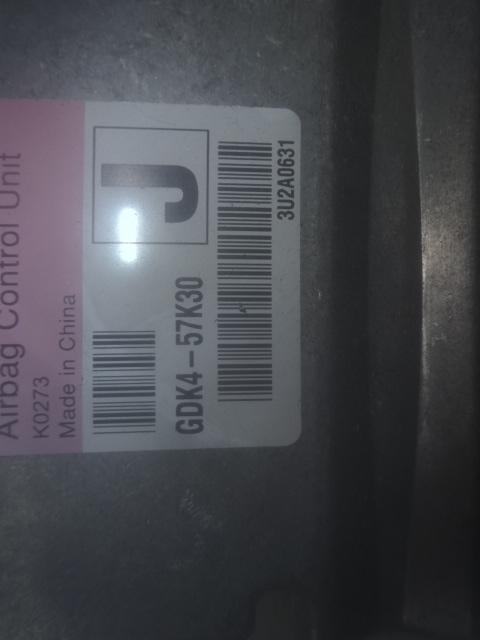 Airbag Control Unit
K0273
Made in China
J
GDK4-57K30
3U2A0631